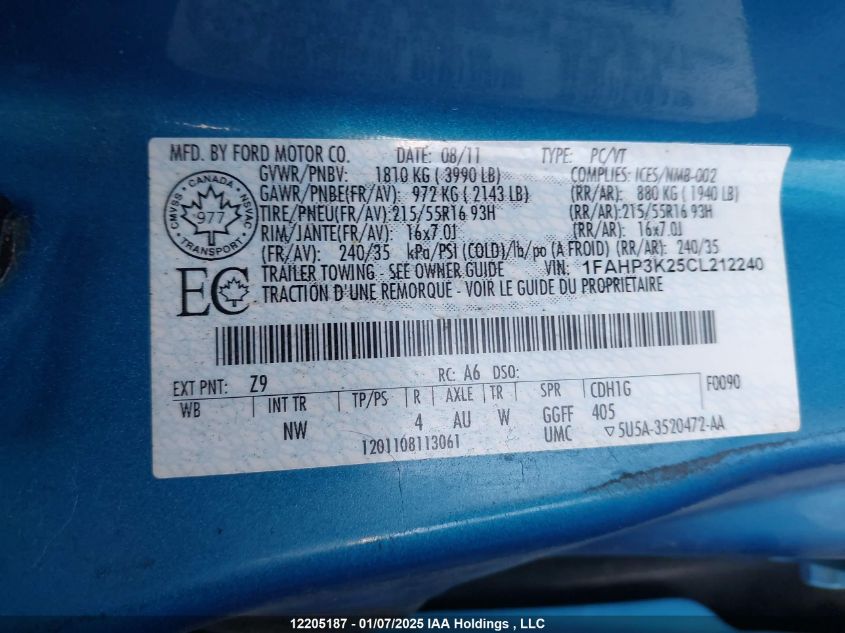 MFD. BY FORD MOTOR CO. DATE: 08/11 TYPE: PC/VT
GVWR/PNBV: 1810 KG ( 3990 LB) COMPLIES: ICES/NMB-002
GAWR/PNBE(FR/AV): 972 KG ( 2143 LB) (RR/AR): 880 KG ( 1940 LB)
TIRE/PNEU(FR/AV):215/55R16 93H (RR/AR):215/55R16 93H
RIM/JANTE(FR/AV): 16x7.0J (RR/AR): 16x7.0J
(FR/AV): 240/35 kPa/PSI (COLD)/lb/po (A FROID) (RR/AR): 240/35
TRAILER TOWING - SEE OWNER GUIDE VIN: 1FAHP3K25CL212240
TRACTION D'UNE REMORQUE - VOIR LE GUIDE DU PROPRIETAIRE
CMVSS CANADA NSVAC
977
TRANSPORT
EC
EXT PNT: Z9 RC: A6 DSO:
WB INT TR TP/PS R AXLE TR SPR CDH1G F0090
NW 4 AU W GGFF 405
1201108113061 UMC ▽5U5A-3520472-AA
12205187 - 01/07/2025 IAA Holdings , LLC